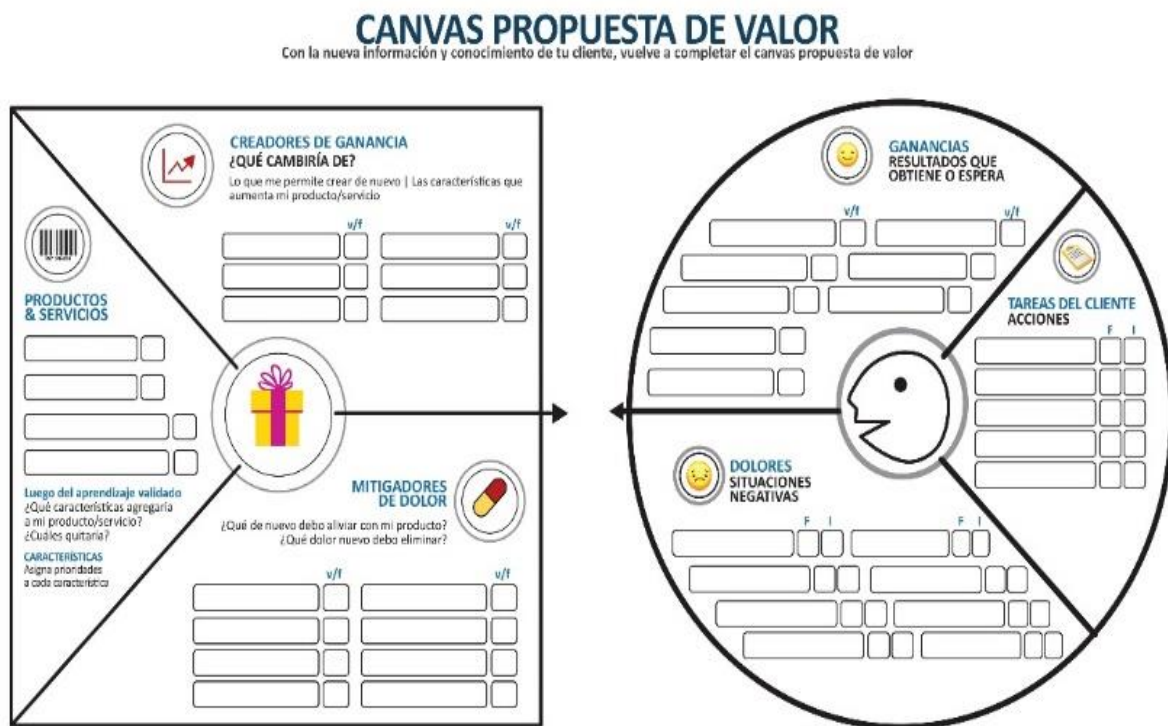 CANVAS PROPUESTA DE VALOR
Con la nueva información y conocimiento de tu cliente, vuelve a completar el canvas propuesta de valor
CREADORES DE GANANCIA
¿QUÉ CAMBIRÍA DE?
Lo que me permite crear de nuevo | Las características que
aumenta mi producto/servicio
v/f
v/f
PRODUCTOS
& SERVICIOS
Luego del aprendizaje validado
¿Qué características agregaría
a mi producto/servicio?
¿Cuáles quitaría?
CARACTERÍSTICAS
Asigna prioridades
a cada característica
MITIGADORES
DE DOLOR
¿Qué de nuevo debo aliviar con mi producto?
¿Qué dolor nuevo debo eliminar?
v/f
v/f
GANANCIAS
RESULTADOS QUE
OBTIENE O ESPERA
v/f
v/f
TAREAS DEL CLIENTE
ACCIONES
F I
DOLORES
SITUACIONES
NEGATIVAS
F I
F I